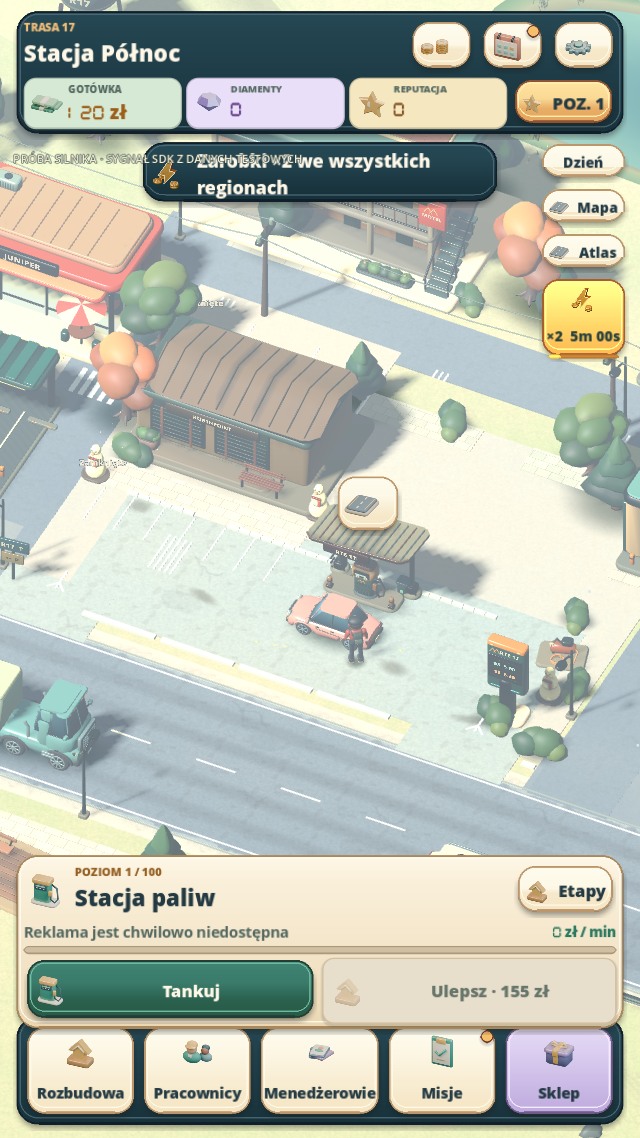 TRASA 17
Stacja Północ
GOTÓWKA
120 zł
DIAMENTY
0
REPUTACJA
0
POZ. 1
PRÓBA SILNIKA · SYGNAŁ SDK Z DANYCH TESTOWYCH
Zarobki ×2 we wszystkich
regionach
Dzień
Mapa
Atlas
×2 5m 00s
JUNIPER
POZIOM 1 / 100
Stacja paliw
Etapy
Reklama jest chwilowo niedostępna
0 zł / min
Tankuj
Ulepsz · 155 zł
Rozbudowa
Pracownicy
Menedżerowie
Misje
Sklep